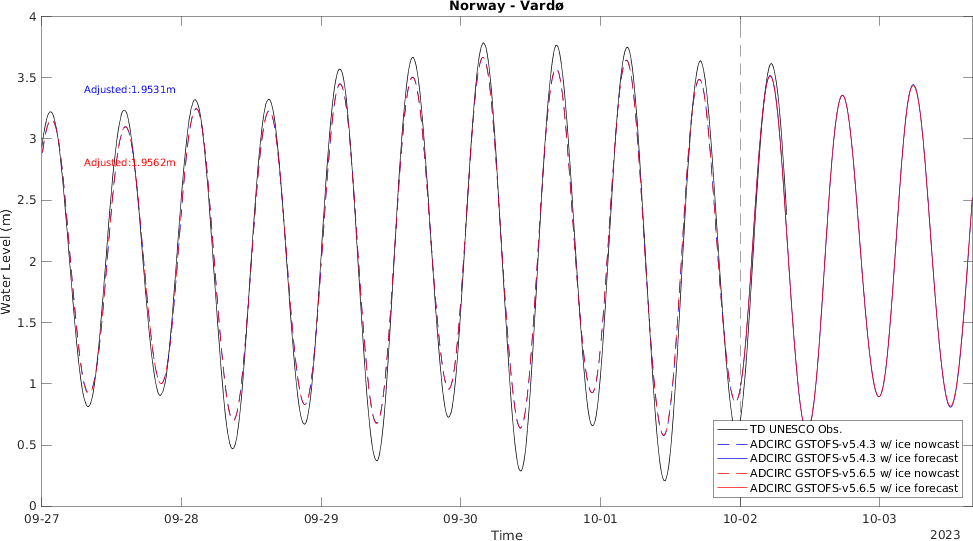 Norway - Vardø
4
3.5
3
2.5
2
1.5
1
0.5
0
Water Level (m)
Adjusted:1.9531m
Adjusted:1.9562m
TD UNESCO Obs.
ADCIRC GSTOFS-v5.4.3 w/ ice nowcast
ADCIRC GSTOFS-v5.4.3 w/ ice forecast
ADCIRC GSTOFS-v5.6.5 w/ ice nowcast
ADCIRC GSTOFS-v5.6.5 w/ ice forecast
09-27
09-28
09-29
09-30
10-01
10-02
10-03
Time
2023